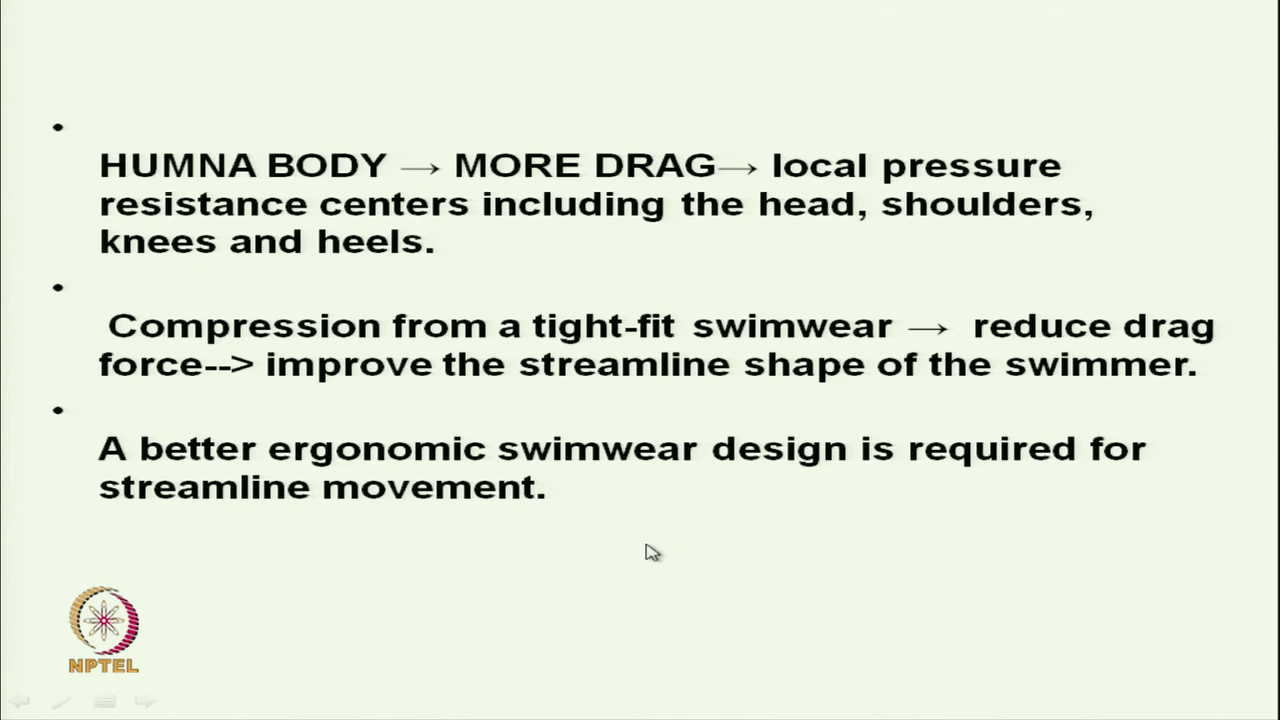 • HUMNA BODY → MORE DRAG→ local pressure
resistance centers including the head, shoulders,
knees and heels.
• Compression from a tight-fit swimwear → reduce drag
force--> improve the streamline shape of the swimmer.
• A better ergonomic swimwear design is required for
streamline movement.
NPTEL